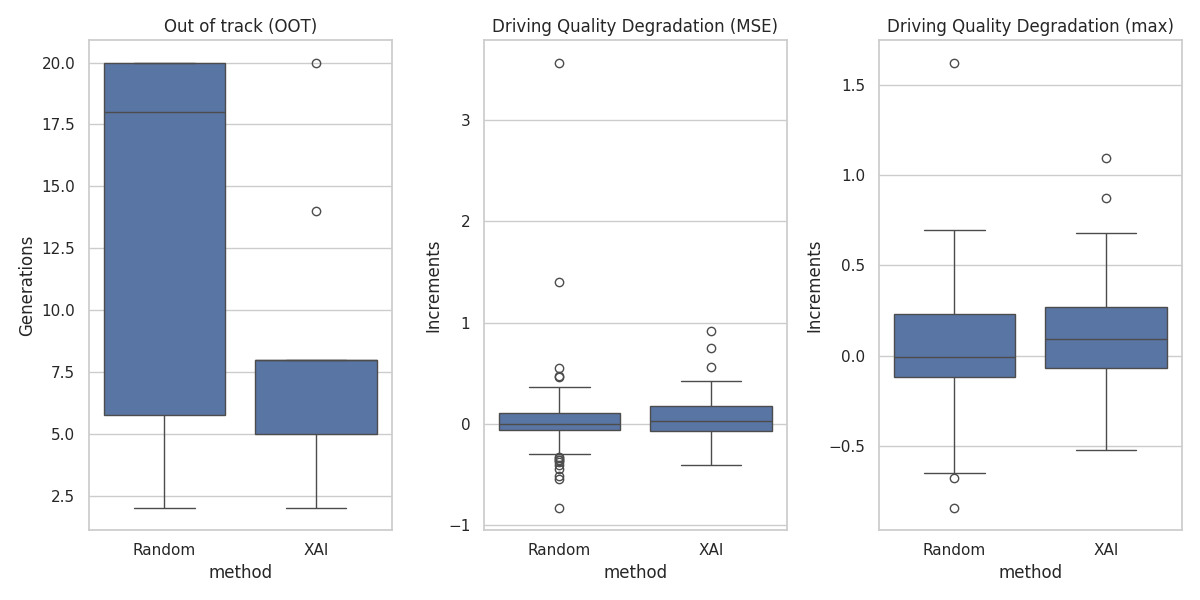 Out of track (OOT)
Generations
20.0
17.5
15.0
12.5
10.0
7.5
5.0
2.5
Random
XAI
method
Driving Quality Degradation (MSE)
Increments
3
2
1
0
−1
Random
XAI
method
Driving Quality Degradation (max)
Increments
1.5
1.0
0.5
0.0
−0.5
Random
XAI
method